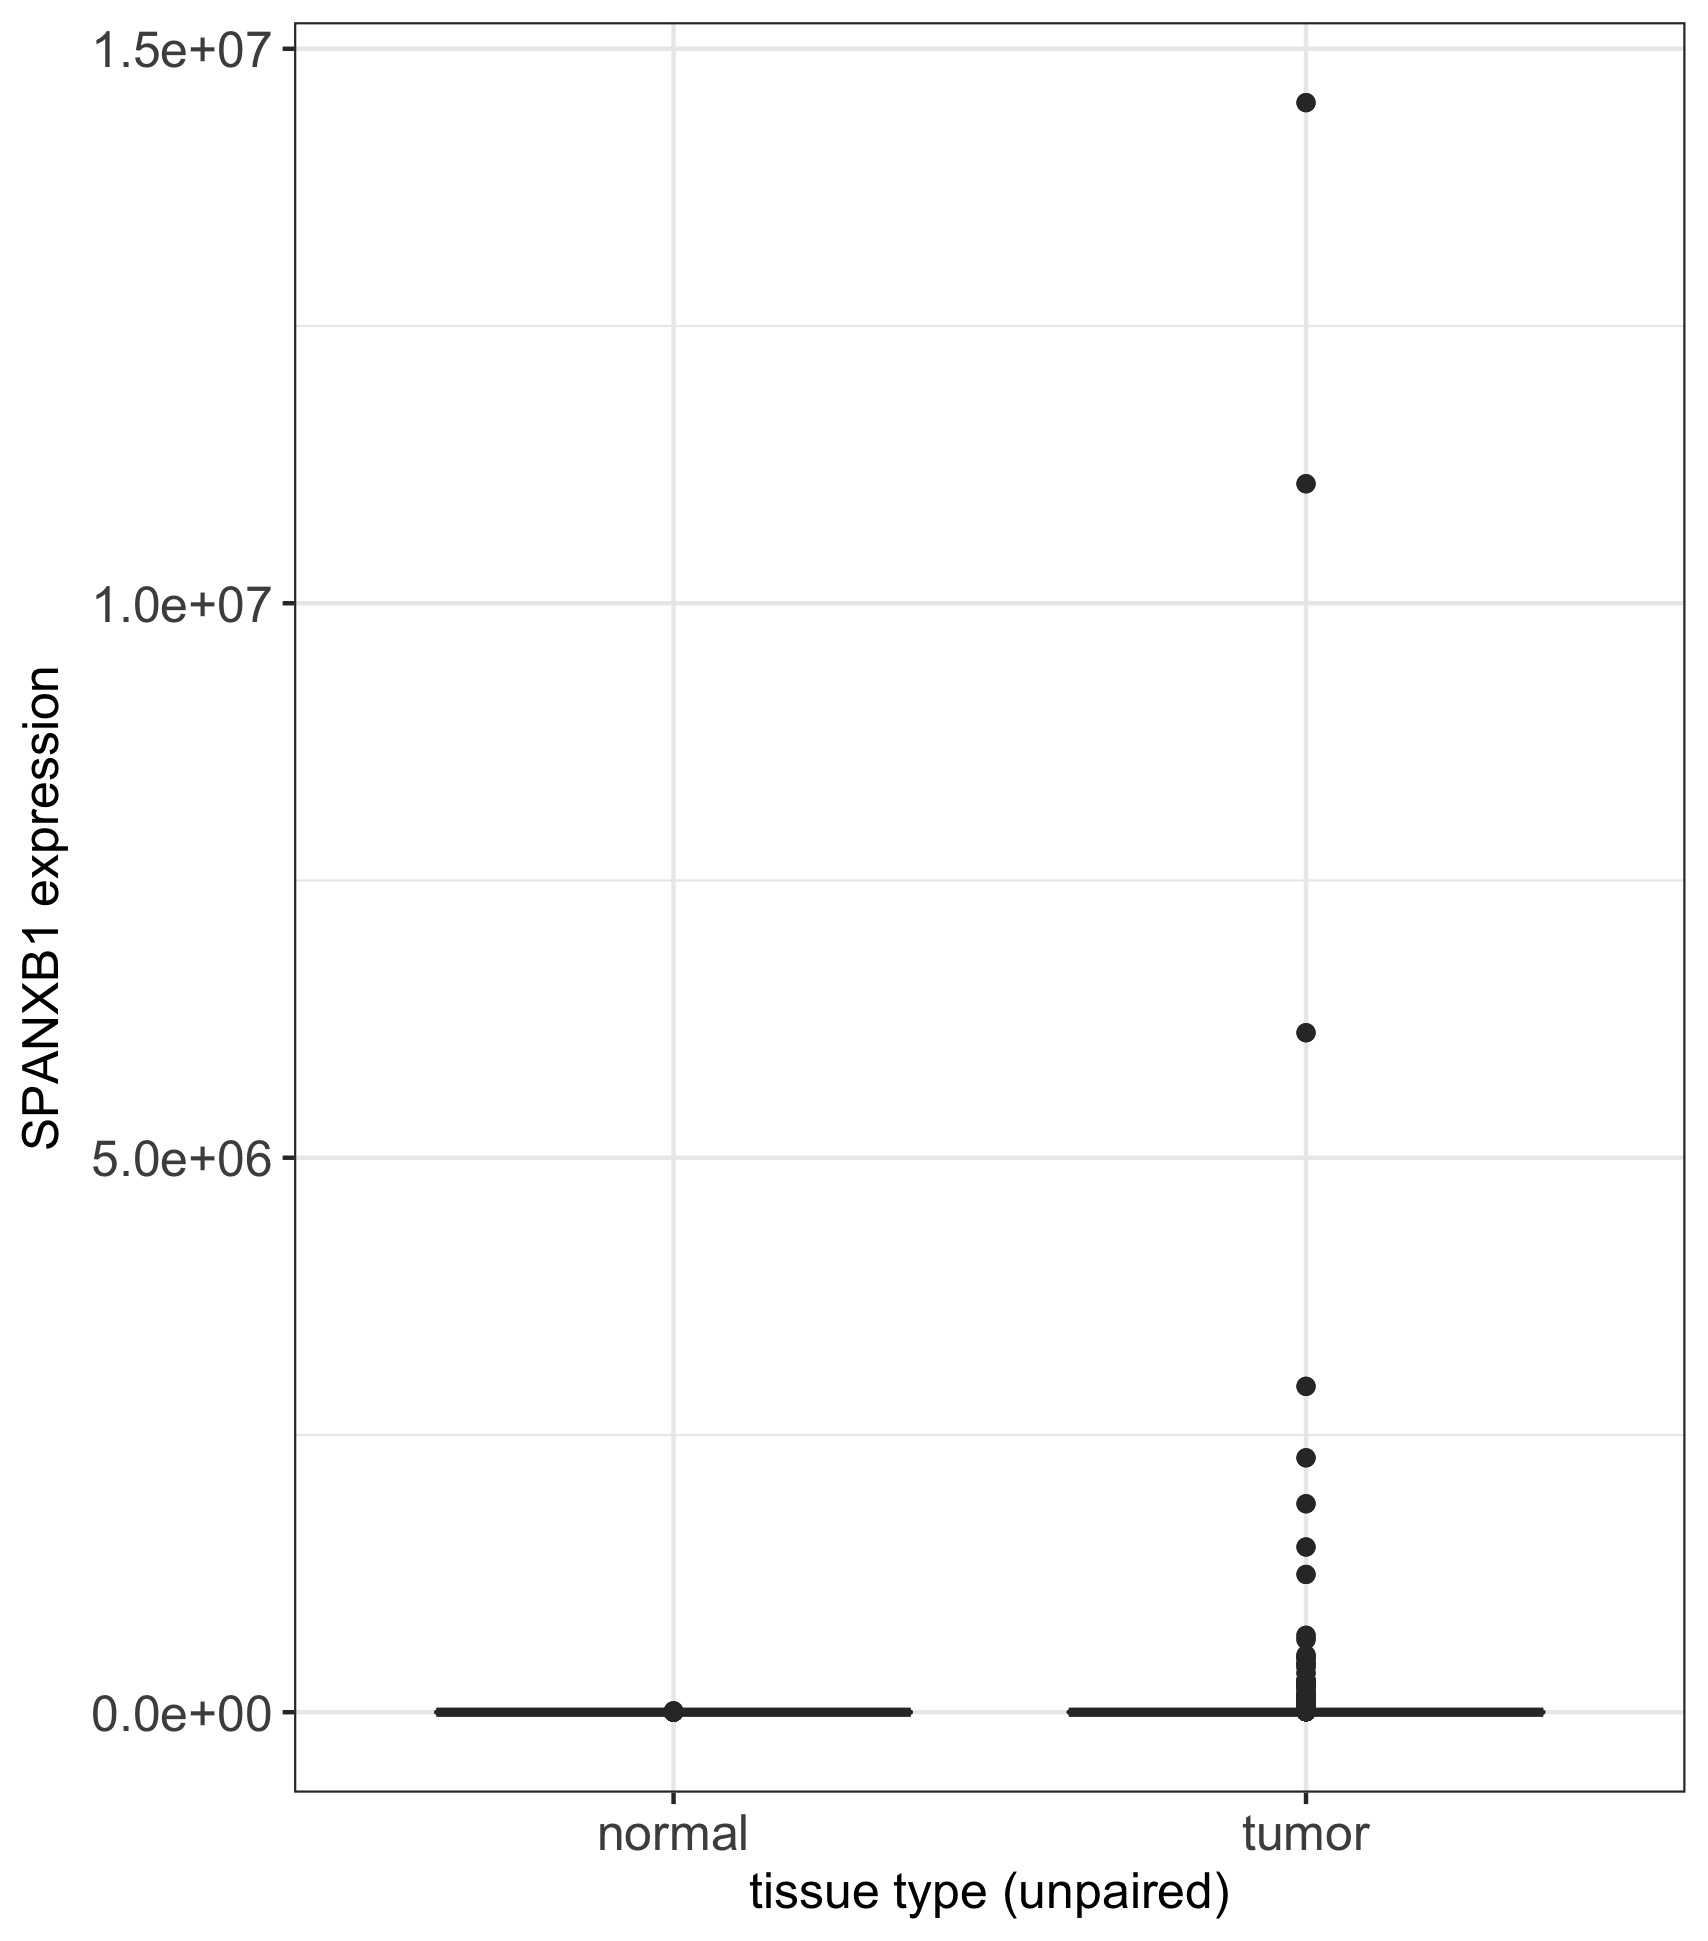 1.5e+07
1.0e+07
5.0e+06
0.0e+00
SPANXB1 expression
normal
tumor
tissue type (unpaired)